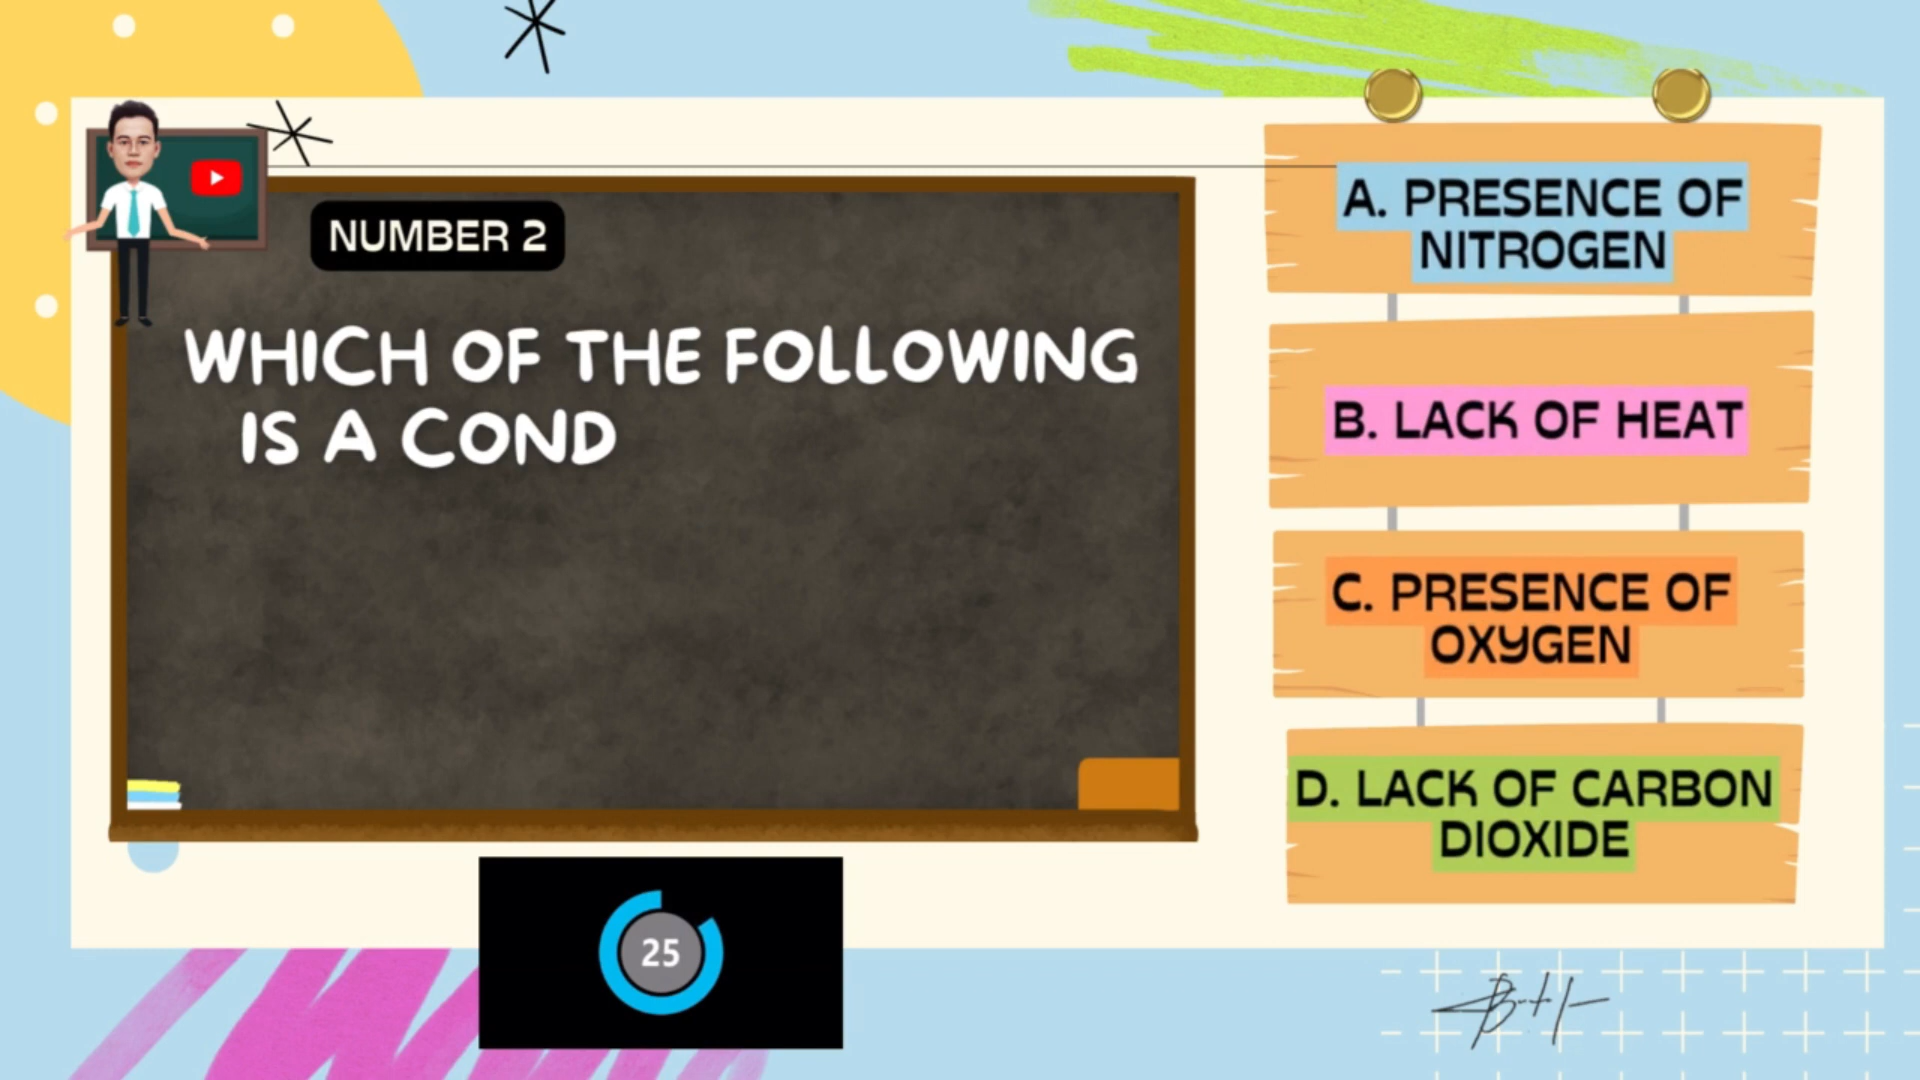 NUMBER 2
WHICH OF THE FOLLOWING
IS A COND
A. PRESENCE OF
NITROGEN
B. LACK OF HEAT
C. PRESENCE OF
OXYGEN
D. LACK OF CARBON
DIOXIDE
25